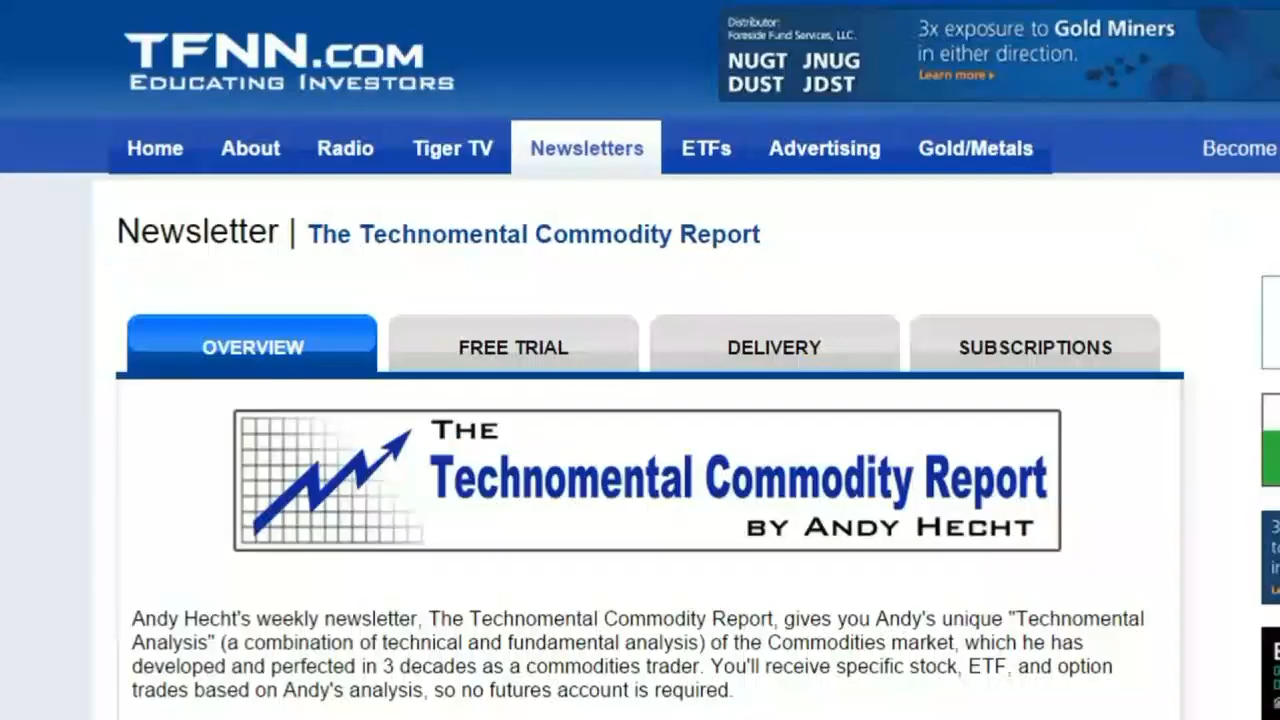 TFNN.COM
EDUCATING INVESTORS
Distributor:
Foreside Fund Services, LLC.
NUGT JNUG
DUST JDST
3x exposure to Gold Miners
in either direction.
Learn more
Home About Radio Tiger TV Newsletters ETFs Advertising Gold/Metals Become
Newsletter | The Technomental Commodity Report
OVERVIEW FREE TRIAL DELIVERY SUBSCRIPTIONS
THE
Technomental Commodity Report
BY ANDY HECHT
Andy Hecht's weekly newsletter, The Technomental Commodity Report, gives you Andy's unique "Technomental
Analysis" (a combination of technical and fundamental analysis) of the Commodities market, which he has
developed and perfected in 3 decades as a commodities trader. You'll receive specific stock, ETF, and option
trades based on Andy's analysis, so no futures account is required.